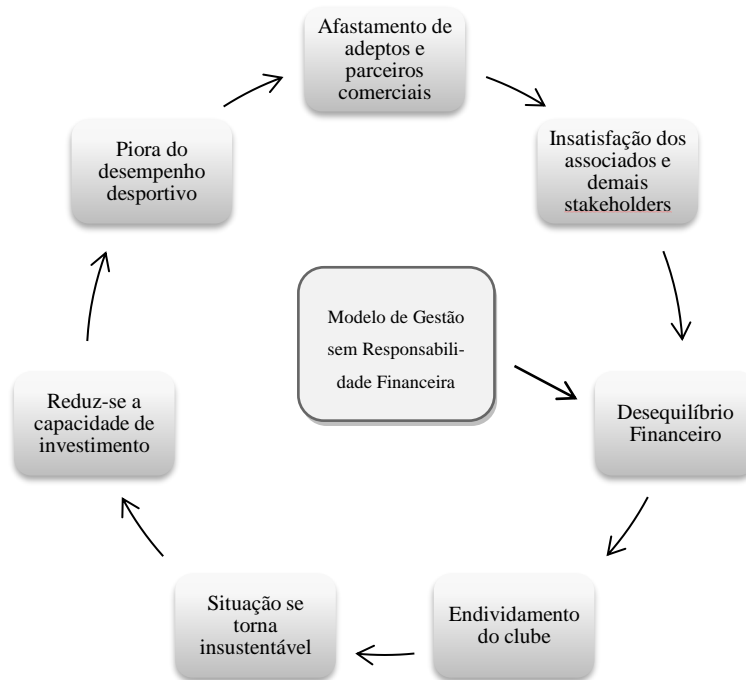 Afastamento de
adeptos e
parceiros
comerciais
Insatisfação dos
associados e
demais
stakeholders
Piora do
desempenho
desportivo
Modelo de Gestão
sem Responsabili-
dade Financeira
Desequilíbrio
Financeiro
Reduz-se a
capacidade de
investimento
Endividamento
do clube
Situação se
torna
insustentável